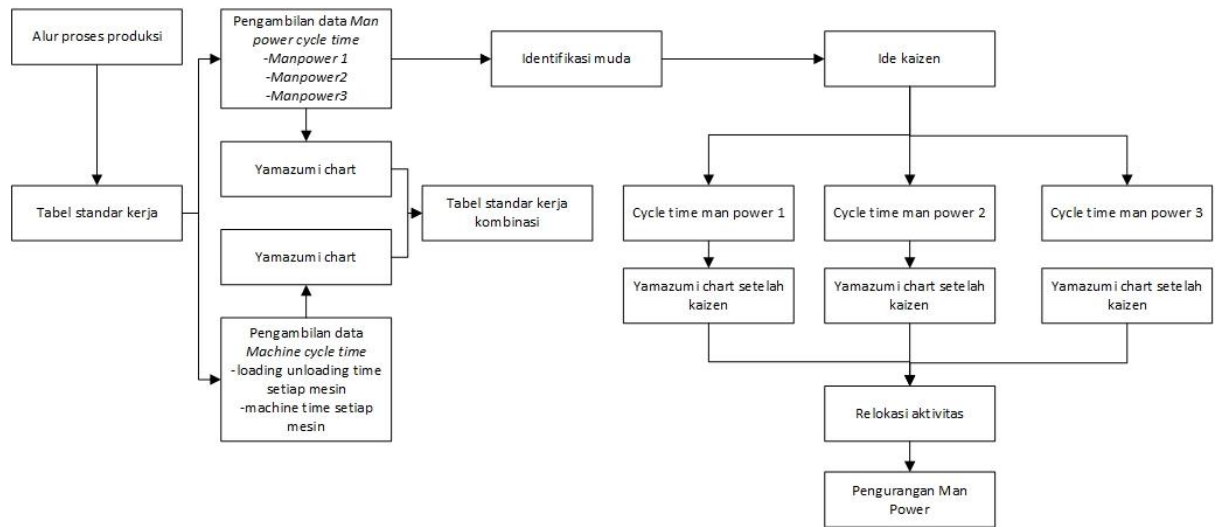 Alur proses produksi
Pengambilan data Man
power cycle time
-Manpower 1
-Manpower2
-Manpower3
Identifikasi muda
Ide kaizen
Yamazumi chart
Tabel standar kerja
Tabel standar kerja
kombinasi
Yamazumi chart
Pengambilan data
Machine cycle time
-loading unloading time
setiap mesin
-machine time setiap
mesin
Cycle time man power 1
Cycle time man power 2
Cycle time man power 3
Yamazumi chart setelah
kaizen
Yamazumi chart setelah
kaizen
Yamazumi chart setelah
kaizen
Relokasi aktivitas
Pengurangan Man
Power